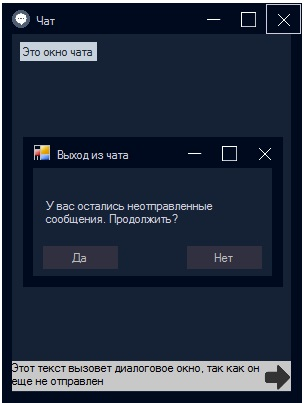 Чат
Это окно чата
Выход из чата
У вас остались неотправленные
сообщения. Продолжить?
Да
Нет
Этот текст вызовет диалоговое окно, так как он
еще не отправлен